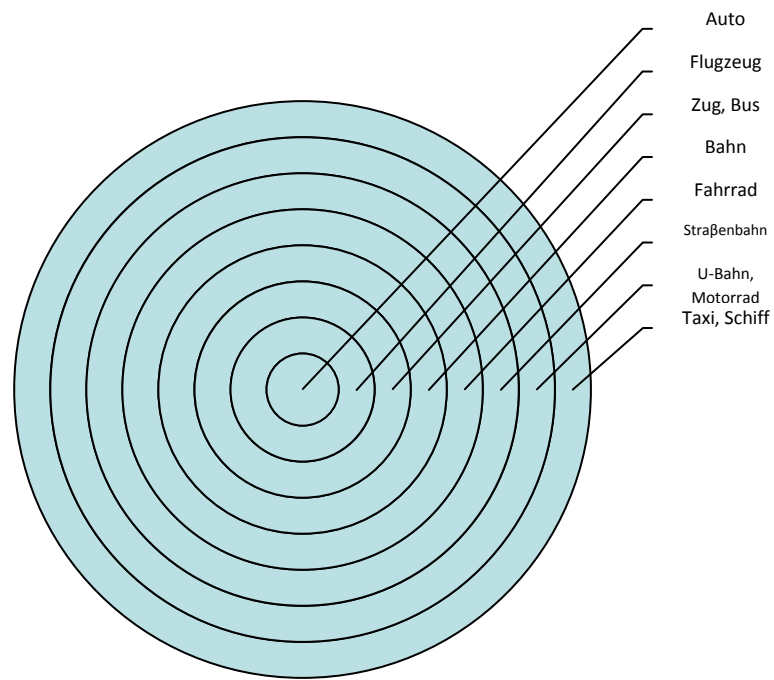 Auto
Flugzeug
Zug, Bus
Bahn
Fahrrad
Straβenbahn
U-Bahn,
Motorrad
Taxi, Schiff